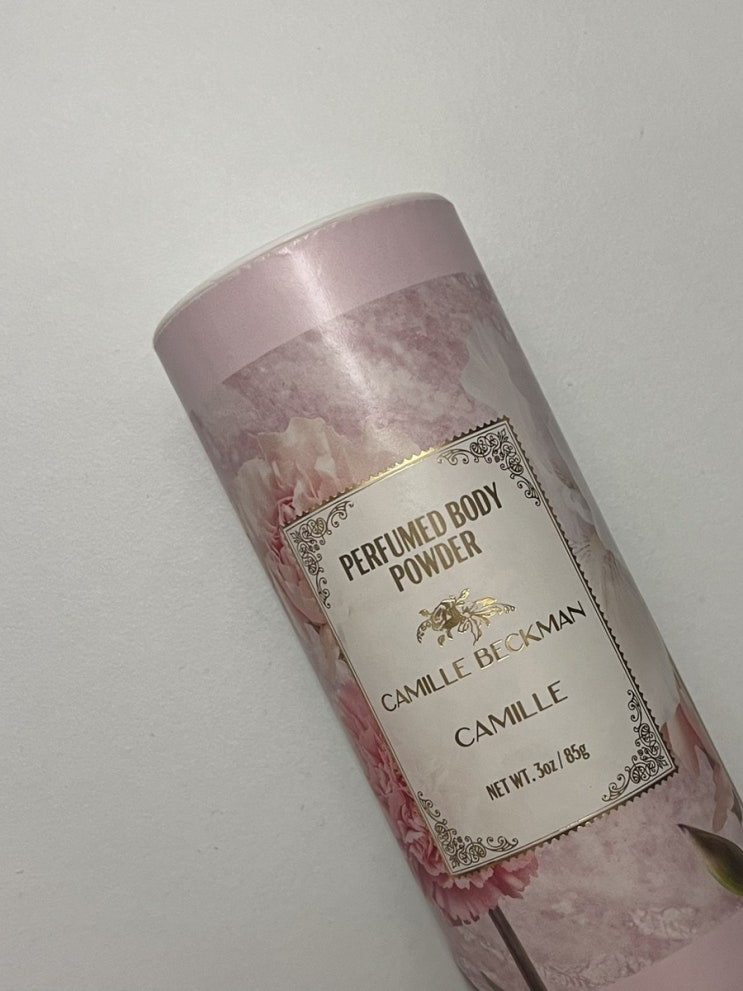 PERFUMED BODY
POWDER
CAMILLE BECKMAN
CAMILLE
NET WT. 3oz / 85g